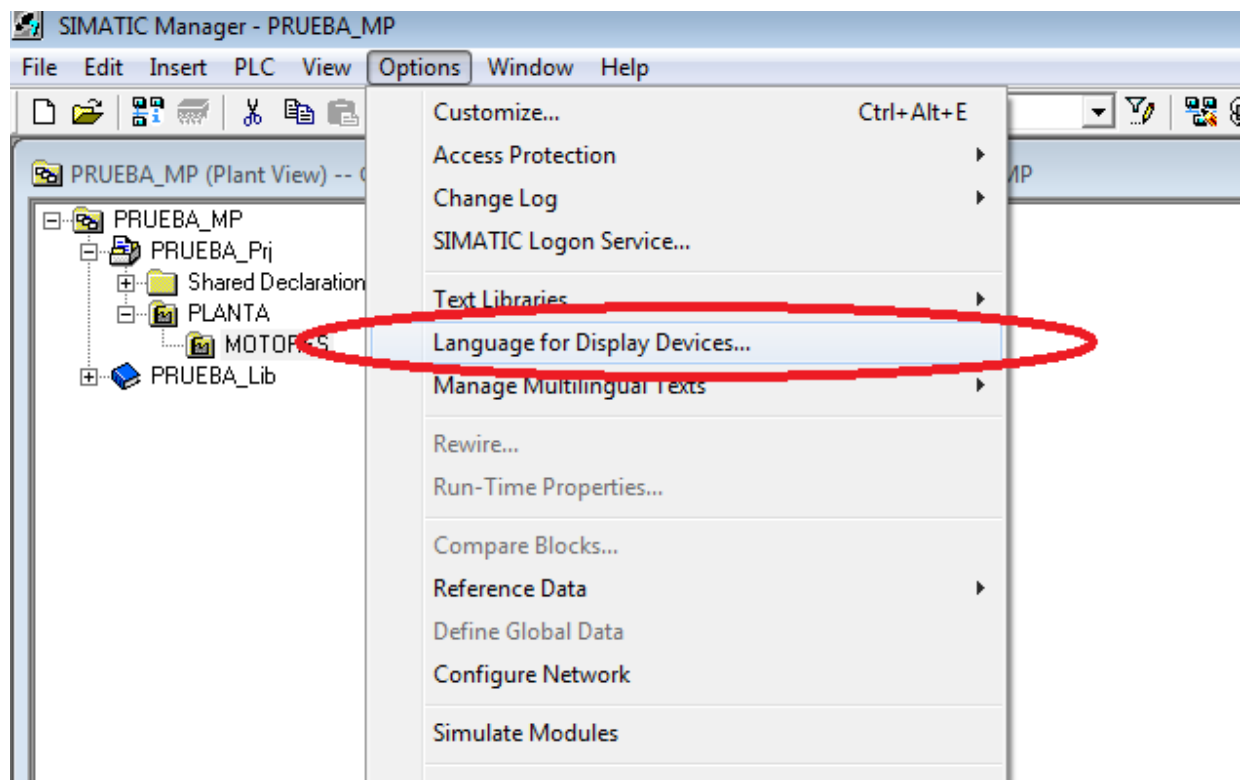 SIMATIC Manager - PRUEBA_MP
File Edit Insert PLC View Options Window Help
Customize... Ctrl+Alt+E
Access Protection
Change Log
SIMATIC Logon Service...
Text Libraries
Language for Display Devices...
Manage Multilingual Texts
Rewire...
Run-Time Properties...
Compare Blocks...
Reference Data
Define Global Data
Configure Network
Simulate Modules
PRUEBA_MP (Plant View) --
MP
PRUEBA_MP
PRUEBA_Prj
Shared Declaration
PLANTA
MOTORES
PRUEBA_Lib